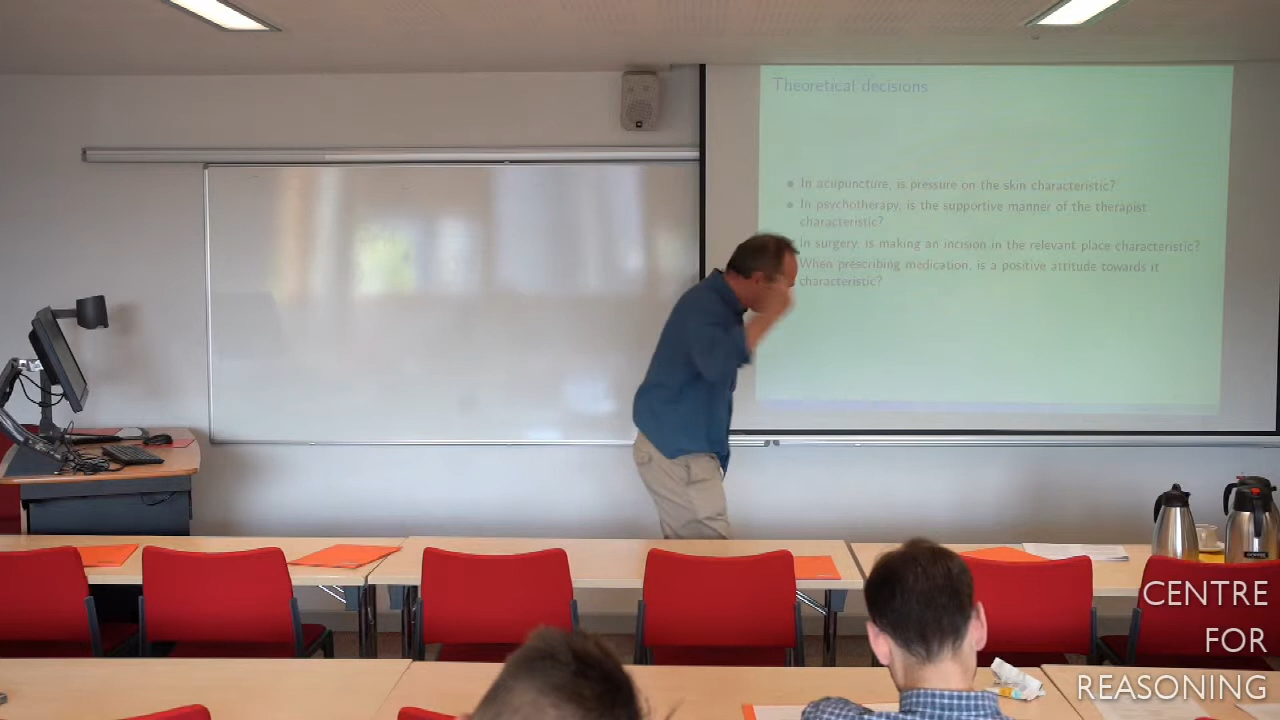 Theoretical decisions
In acupuncture, is pressure on the skin characteristic?
In psychotherapy, is the supportive manner of the therapist
characteristic?
In surgery, is making an incision in the relevant place characteristic?
When prescribing medication, is a positive attitude towards it
characteristic?
CENTRE
FOR
REASONING